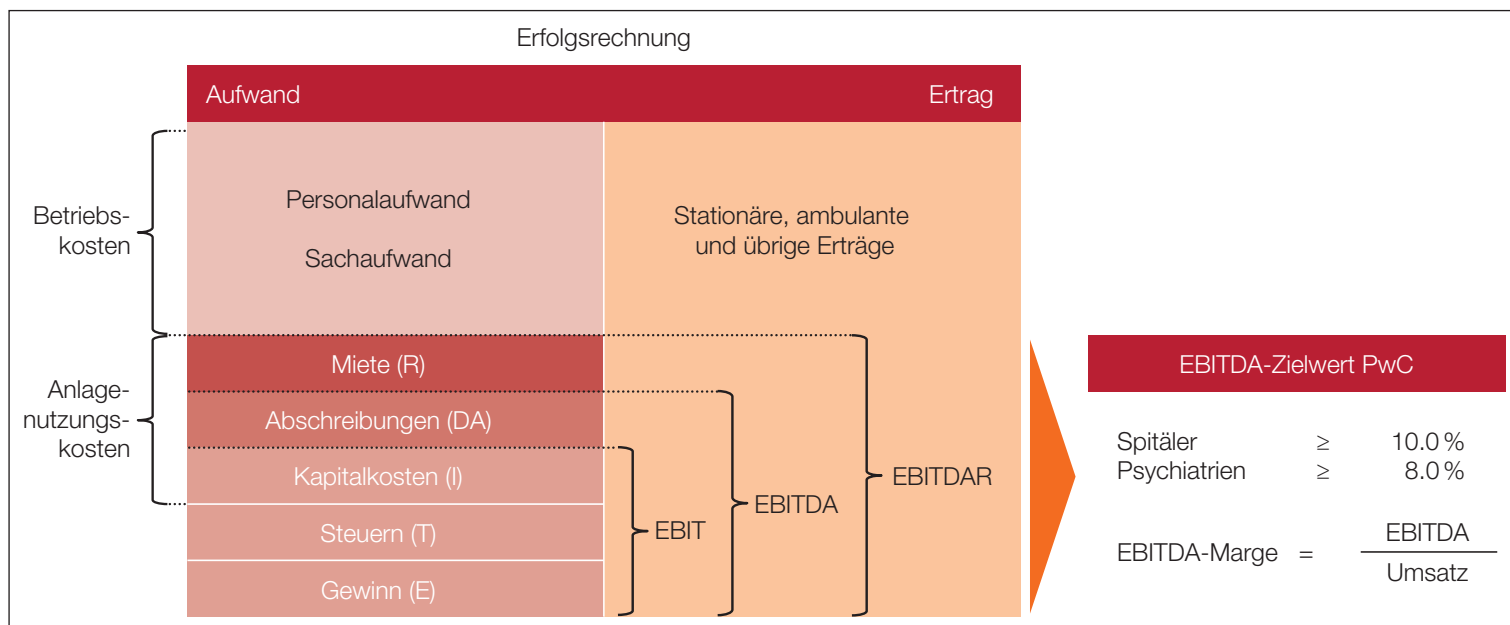 Erfolgsrechnung
Aufwand
Ertrag
Betriebs-
kosten
Personalaufwand
Sachaufwand
Stationäre, ambulante
und übrige Erträge
Anlage-
nutzungs-
kosten
Miete (R)
Abschreibungen (DA)
Kapitalkosten (I)
Steuern (T)
Gewinn (E)
EBIT
EBITDA
EBITDAR
EBITDA-Zielwert PwC
Spitäler ≥ 10.0 %
Psychiatrien ≥ 8.0 %
EBITDA-Marge = EBITDA
Umsatz